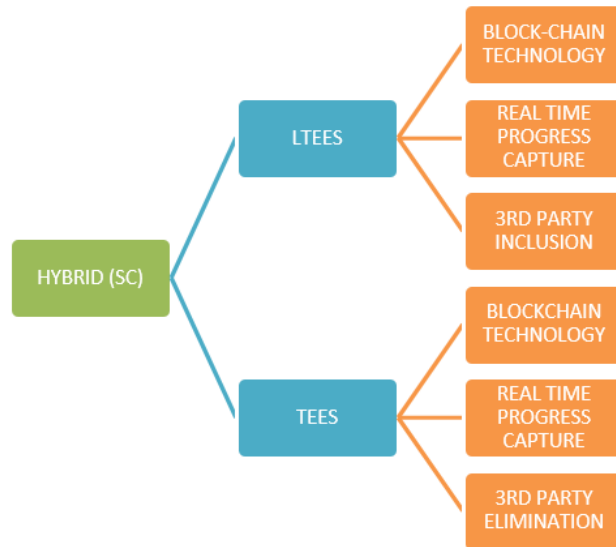 BLOCK-CHAIN
TECHNOLOGY
LTEES
REAL TIME
PROGRESS
CAPTURE
3RD PARTY
INCLUSION
HYBRID (SC)
BLOCKCHAIN
TECHNOLOGY
TEES
REAL TIME
PROGRESS
CAPTURE
3RD PARTY
ELIMINATION